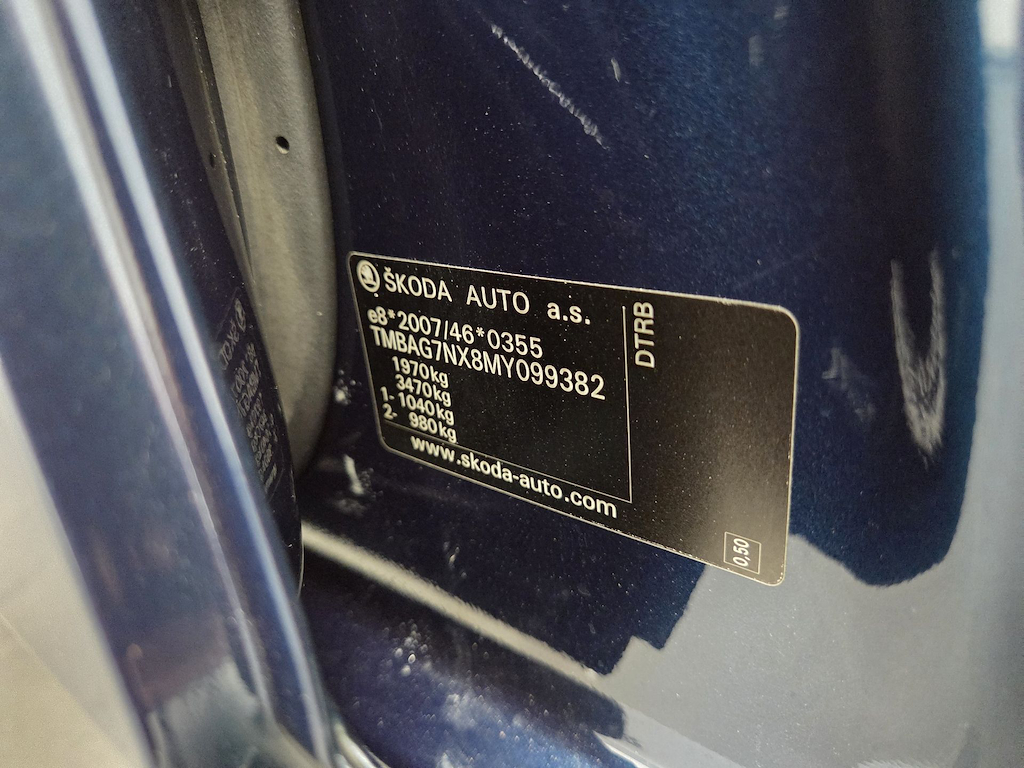 ŠKODA AUTO a.s.
e8*2007/46*0355
TMBAG7NX8MY099382
1970kg
3470kg
1- 1040kg
2- 980kg
www.skoda-auto.com
DTRB
0,50